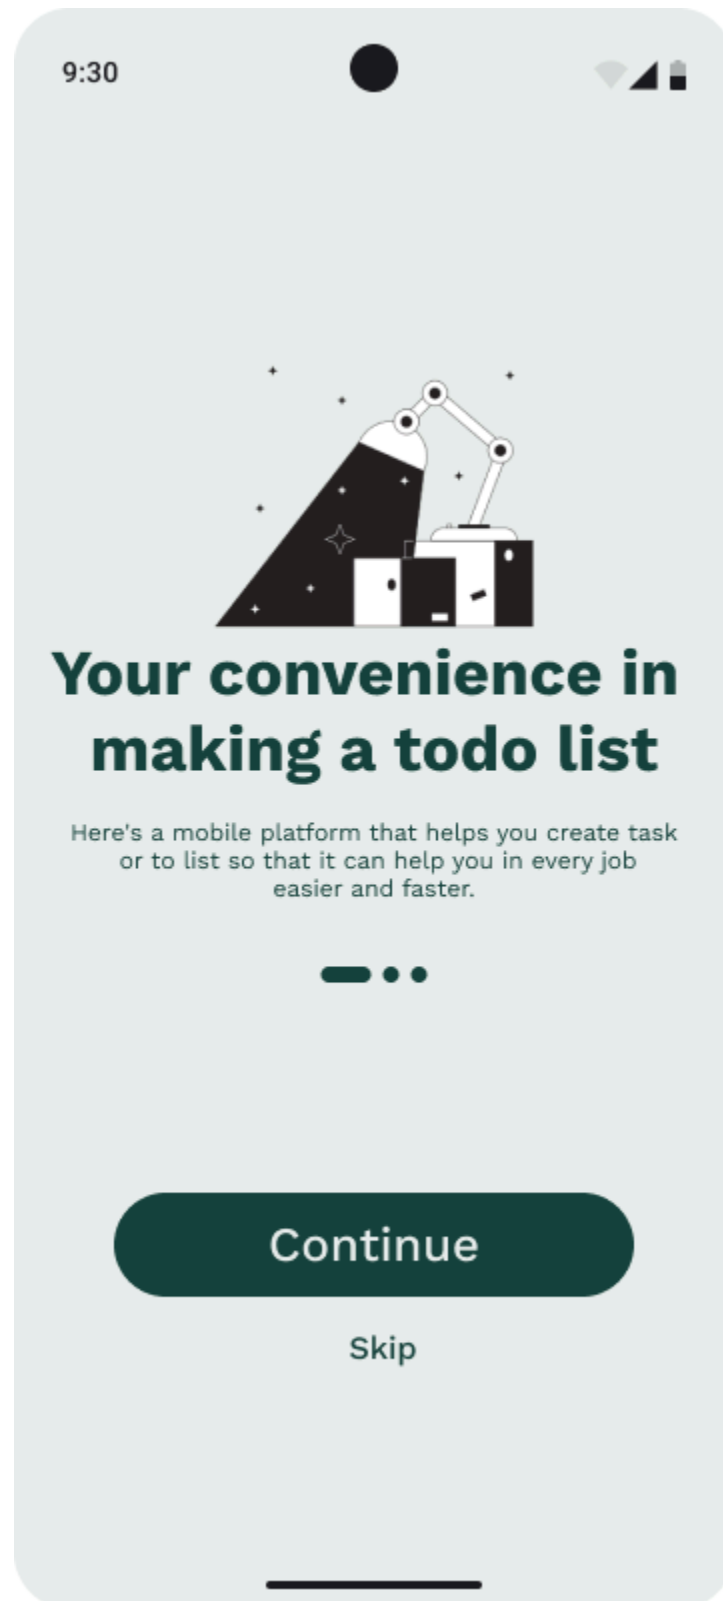 9:30
Your convenience in
making a todo list
Here's a mobile platform that helps you create task
or to list so that it can help you in every job
easier and faster.
Continue
Skip